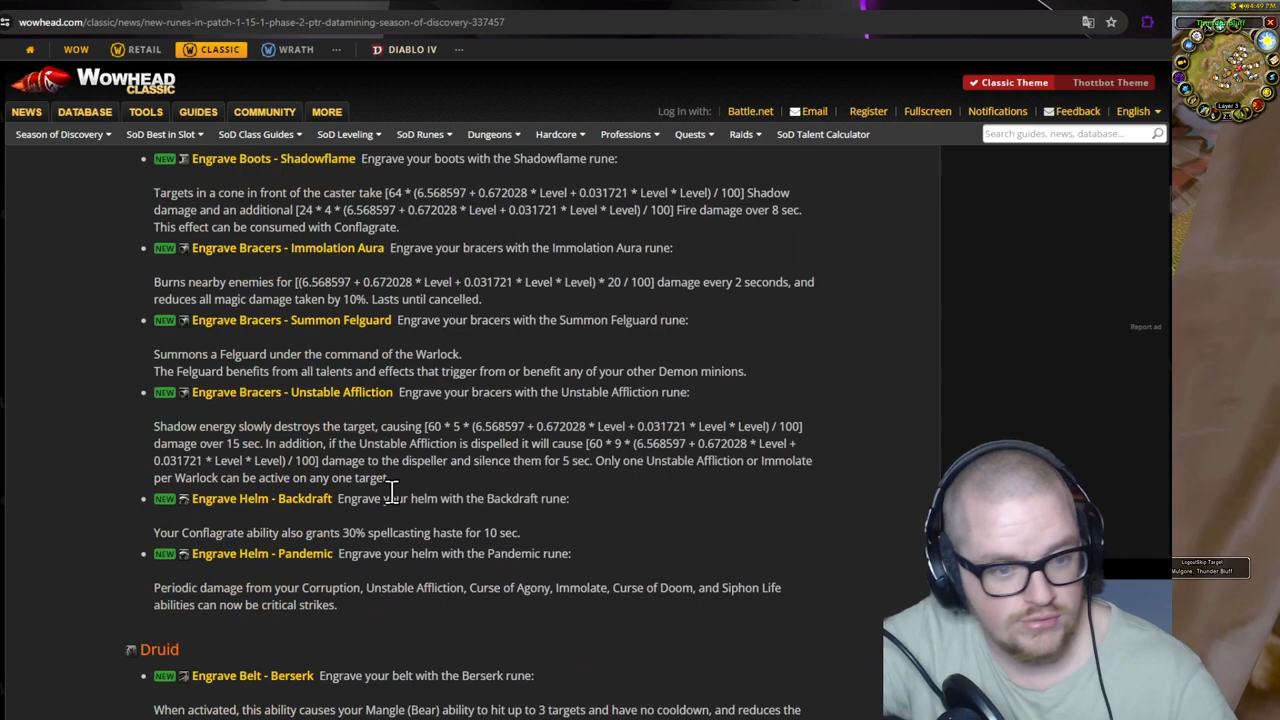 wowhead.com/classic/news/new-runes-in-patch-1-15-1-phase-2-ptr-datamining-season-of-discovery-337457
4:49 PM
WOW RETAIL CLASSIC WRATH ... DIABLO IV ...
WOWHEAD CLASSIC
Classic Theme Thottbot Theme
NEWS DATABASE TOOLS GUIDES COMMUNITY MORE
Log In with: Battle.net Email Register Fullscreen Notifications Feedback English
Season of Discovery SoD Best in Slot SoD Class Guides SoD Leveling SoD Runes Dungeons Hardcore Professions Quests Raids SoD Talent Calculator
Search guides, news, database...
Layer 3
NEW Engrave Boots - Shadowflame Engrave your boots with the Shadowflame rune:
Targets in a cone in front of the caster take [64 * (6.568597 + 0.672028 * Level + 0.031721 * Level * Level) / 100] Shadow
damage and an additional [24 * 4 * (6.568597 + 0.672028 * Level + 0.031721 * Level * Level) / 100] Fire damage over 8 sec.
This effect can be consumed with Conflagrate.
NEW Engrave Bracers - Immolation Aura Engrave your bracers with the Immolation Aura rune:
Burns nearby enemies for [(6.568597 + 0.672028 * Level + 0.031721 * Level * Level) * 20 / 100] damage every 2 seconds, and
reduces all magic damage taken by 10%. Lasts until cancelled.
NEW Engrave Bracers - Summon Felguard Engrave your bracers with the Summon Felguard rune:
Report ad
Summons a Felguard under the command of the Warlock.
The Felguard benefits from all talents and effects that trigger from or benefit any of your other Demon minions.
NEW Engrave Bracers - Unstable Affliction Engrave your bracers with the Unstable Affliction rune:
Shadow energy slowly destroys the target, causing [60 * 5 * (6.568597 + 0.672028 * Level + 0.031721 * Level * Level) / 100]
damage over 15 sec. In addition, if the Unstable Affliction is dispelled it will cause [60 * 9 * (6.568597 + 0.672028 * Level +
0.031721 * Level * Level) / 100] damage to the dispeller and silence them for 5 sec. Only one Unstable Affliction or Immolate
per Warlock can be active on any one target.
NEW Engrave Helm - Backdraft Engrave your helm with the Backdraft rune:
Your Conflagrate ability also grants 30% spellcasting haste for 10 sec.
NEW Engrave Helm - Pandemic Engrave your helm with the Pandemic rune:
LogoutSkip Target
Mulgore, Thunder Bluff
Periodic damage from your Corruption, Unstable Affliction, Curse of Agony, Immolate, Curse of Doom, and Siphon Life
abilities can now be critical strikes.
Druid
NEW Engrave Belt - Berserk Engrave your belt with the Berserk rune:
When activated, this ability causes your Mangle (Bear) ability to hit up to 3 targets and have no cooldown, and reduces the